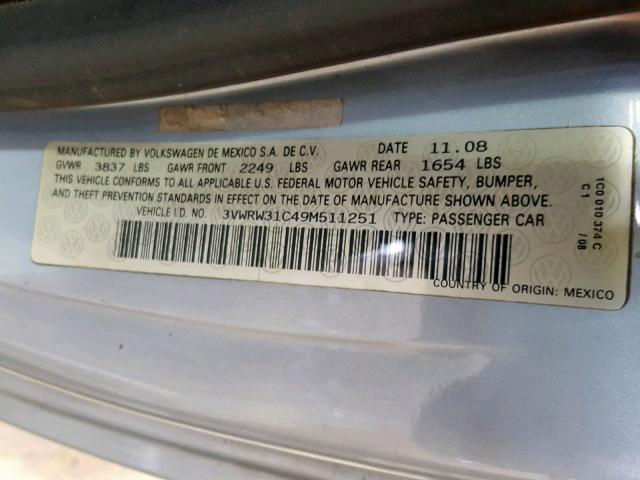 MANUFACTURED BY VOLKSWAGEN DE MEXICO S.A. DE C.V. DATE 11.08
GVWR 3837 LBS GAWR FRONT 2249 LBS GAWR REAR 1654 LBS
THIS VEHICLE CONFORMS TO ALL APPLICABLE U.S. FEDERAL MOTOR VEHICLE SAFETY, BUMPER,
AND THEFT PREVENTION STANDARDS IN EFFECT ON THE DATE OF MANUFACTURE SHOWN ABOVE.
VEHICLE I.D. NO. 3VWRW31C49M511251 TYPE: PASSENGER CAR
COUNTRY OF ORIGIN: MEXICO
1C0 010 374 C
C 1 /08